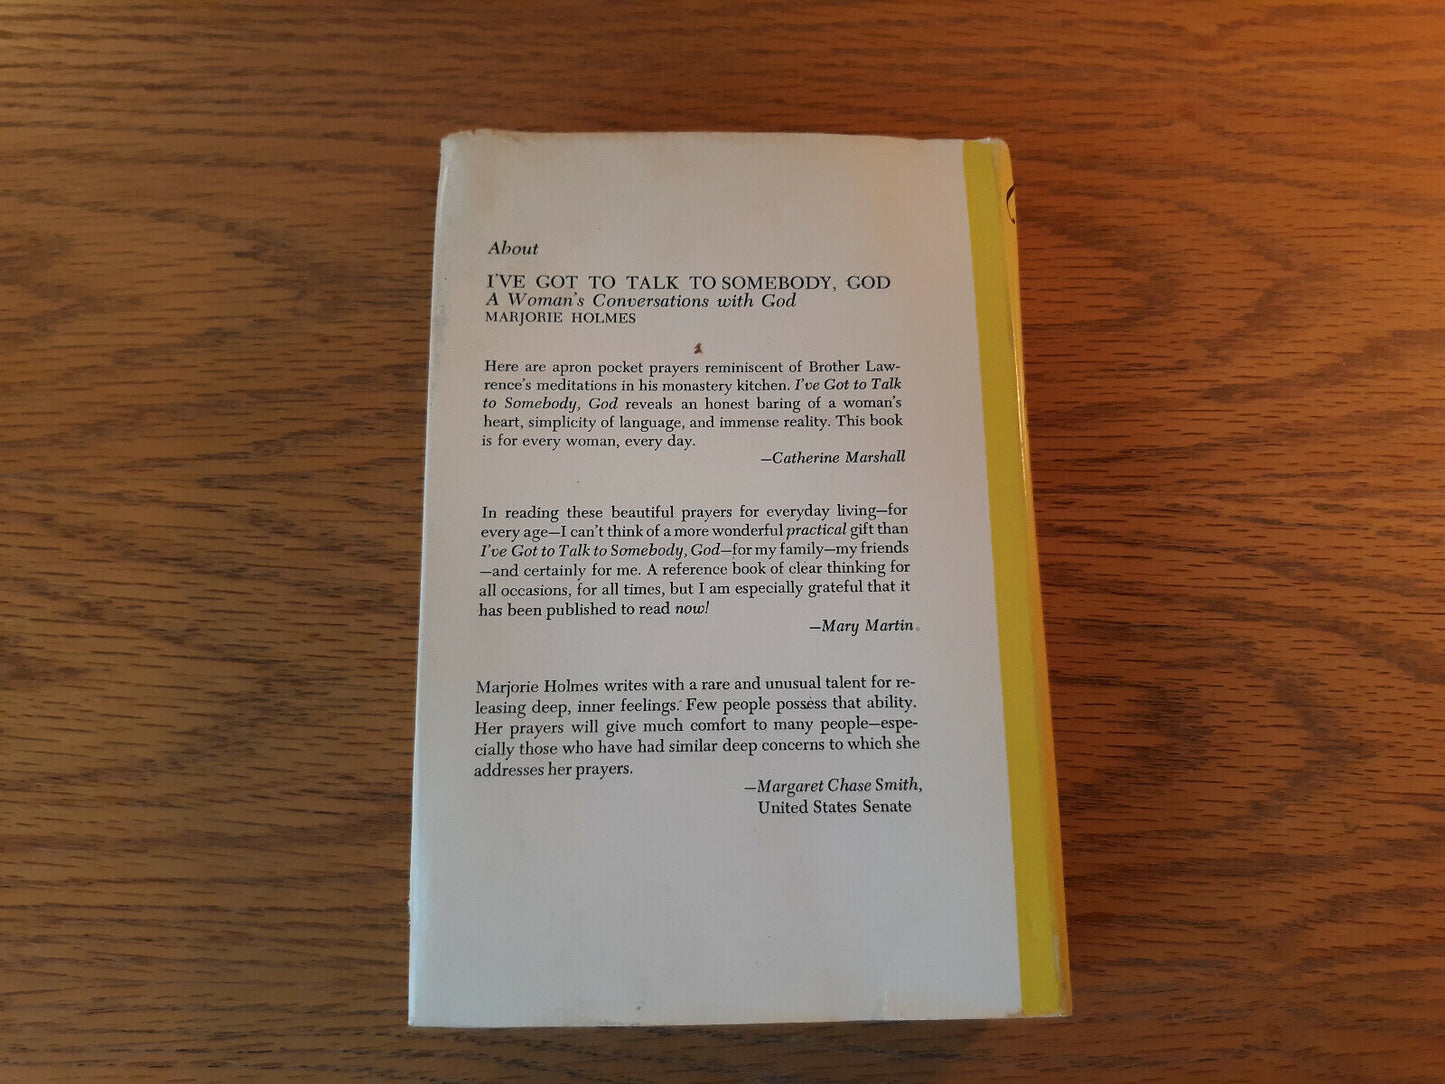 About
I'VE GOT TO TALK TO SOMEBODY, GOD
A Woman's Conversations with God
MARJORIE HOLMES
Here are apron pocket prayers reminiscent of Brother Law-
rence's meditations in his monastery kitchen. I've Got to Talk
to Somebody, God reveals an honest baring of a woman's
heart, simplicity of language, and immense reality. This book
is for every woman, every day.
—Catherine Marshall
In reading these beautiful prayers for everyday living—for
every age—I can't think of a more wonderful practical gift than
I've Got to Talk to Somebody, God—for my family—my friends
—and certainly for me. A reference book of clear thinking for
all occasions, for all times, but I am especially grateful that it
has been published to read now!
—Mary Martin
Marjorie Holmes writes with a rare and unusual talent for re-
leasing deep, inner feelings. Few people possess that ability.
Her prayers will give much comfort to many people—espe-
cially those who have had similar deep concerns to which she
addresses her prayers.
—Margaret Chase Smith,
United States Senate